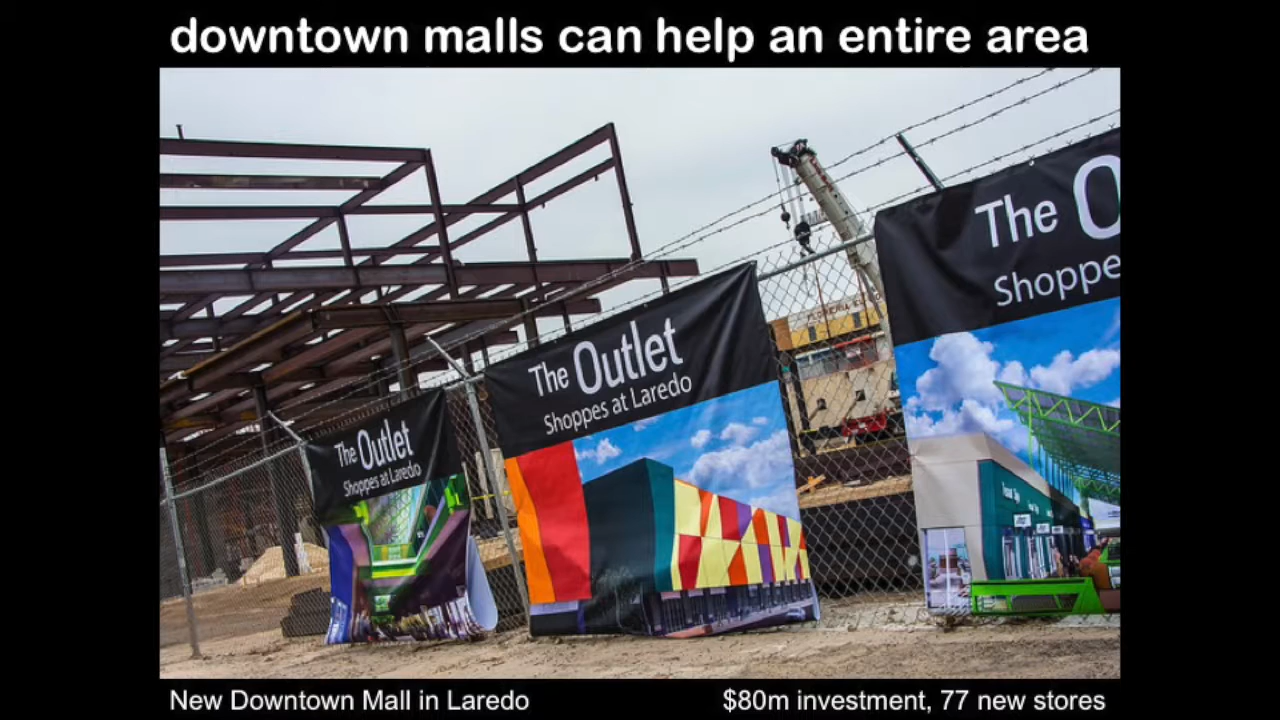 downtown malls can help an entire area
The Outlet
Shoppes at Laredo
The Outlet
Shoppes at Laredo
The O
Shoppe
New Downtown Mall in Laredo
$80m investment, 77 new stores